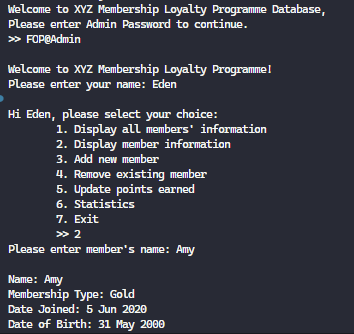 Welcome to XYZ Membership Loyalty Programme Database,
Please enter Admin Password to continue.
>> FOP@Admin
Welcome to XYZ Membership Loyalty Programme!
Please enter your name: Eden
Hi Eden, please select your choice:
1. Display all members' information
2. Display member information
3. Add new member
4. Remove existing member
5. Update points earned
6. Statistics
7. Exit
>> 2
Please enter member's name: Amy
Name: Amy
Membership Type: Gold
Date Joined: 5 Jun 2020
Date of Birth: 31 May 2000